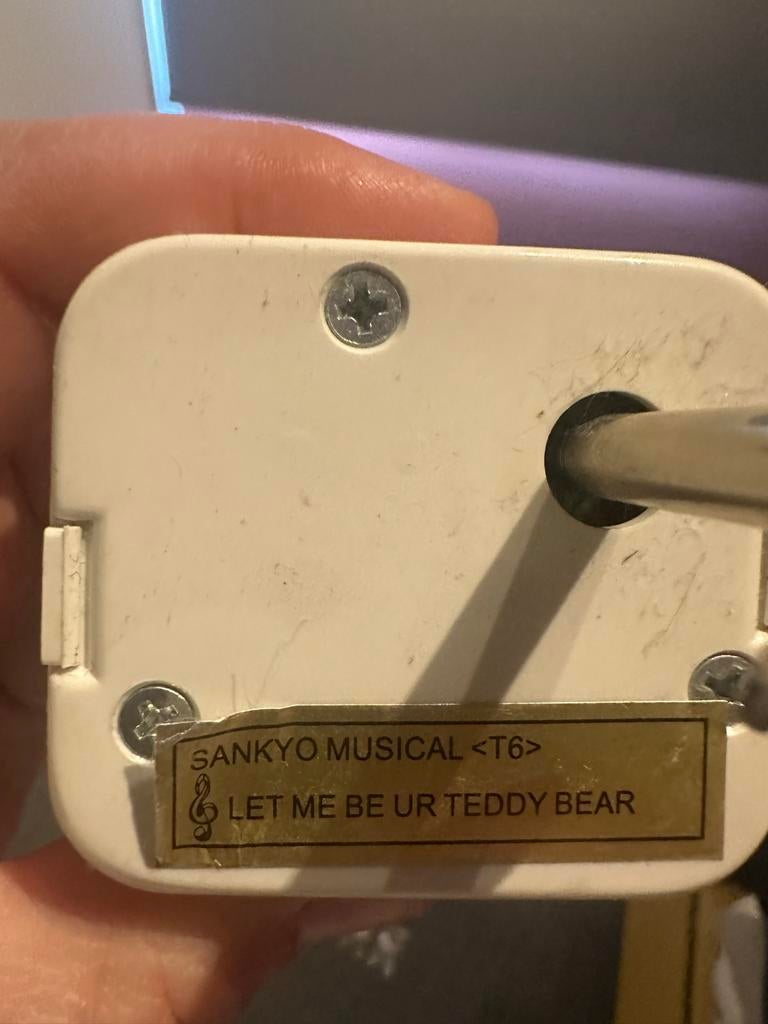 SANKYO MUSICAL <T6>
LET ME BE UR TEDDY BEAR